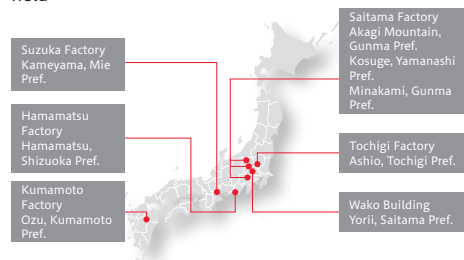 Suzuka Factory
Kameyama, Mie
Pref.
Hamamatsu
Factory
Hamamatsu,
Shizuoka Pref.
Kumamoto
Factory
Ozu, Kumamoto
Pref.
Saitama Factory
Akagi Mountain,
Gunma Pref.
Kosuge, Yamanashi
Pref.
Minakami, Gunma
Pref.
Tochigi Factory
Ashio, Tochigi Pref.
Wako Building
Yorii, Saitama Pref.